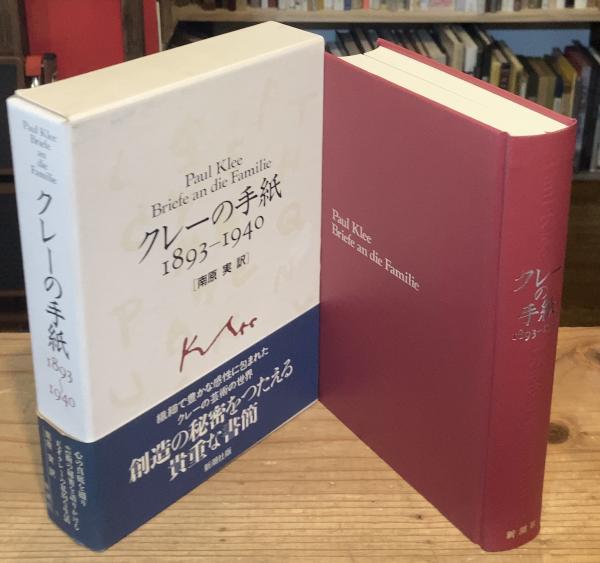 Paul Klee
Briefe
an
die
Familie
クレーの手紙
1893
1940
Paul Klee
Briefe an die Familie
クレーの手紙
1893–1940
［南原 実 訳］
Klee
繊細で豊かな感性に包まれた
クレーの芸術の世界
創造の秘密をつたえる
貴重な書簡
新潮社版
Paul Klee
Briefe an die Familie
クレー
の
手紙
1893–
新潮社